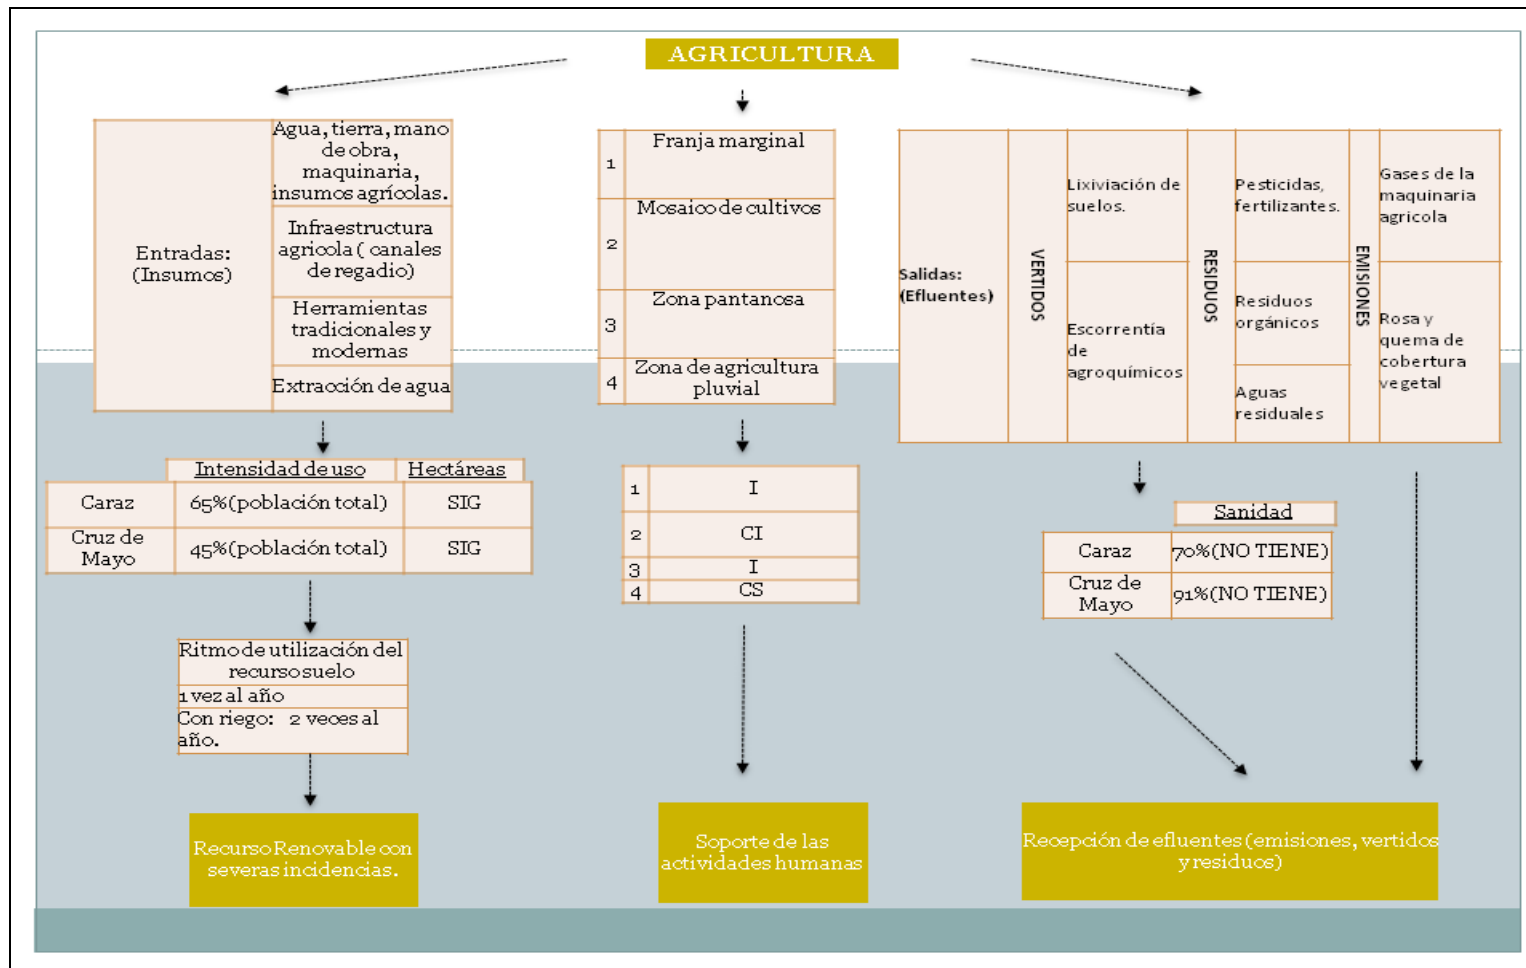 AGRICULTURA
Entradas:
(Insumos)
Agua, tierra, mano
de obra,
maquinaria,
insumos agrícolas.
Infraestructura
agricola ( canales
de regadio)
Herramientas
tradicionales y
modernas
Extracción de agua
1
Franja marginal
2
Mosaico de cultivos
3
Zona pantanosa
4
Zona de agricultura
pluvial
Salidas:
(Efluentes)
VERTIDOS
Lixiviación de
suelos.
Escorrentía
de
agroquímicos
RESIDUOS
Pesticidas,
fertilizantes.
Residuos
orgánicos
Aguas
residuales
EMISIONES
Gases de la
maquinaria
agricola
Rosa y
quema de
cobertura
vegetal
Intensidad de uso
Hectáreas
Caraz
65%(población total)
SIG
Cruz de
Mayo
45%(población total)
SIG
1
I
2
CI
3
I
4
CS
Sanidad
Caraz
70%(NO TIENE)
Cruz de
Mayo
91%(NO TIENE)
Ritmo de utilización del
recurso suelo
1 vez al año
Con riego: 2 veces al
año.
Recurso Renovable con
severas incidencias.
Soporte de las
actividades humanas
Recepción de efluentes (emisiones, vertidos
y residuos)